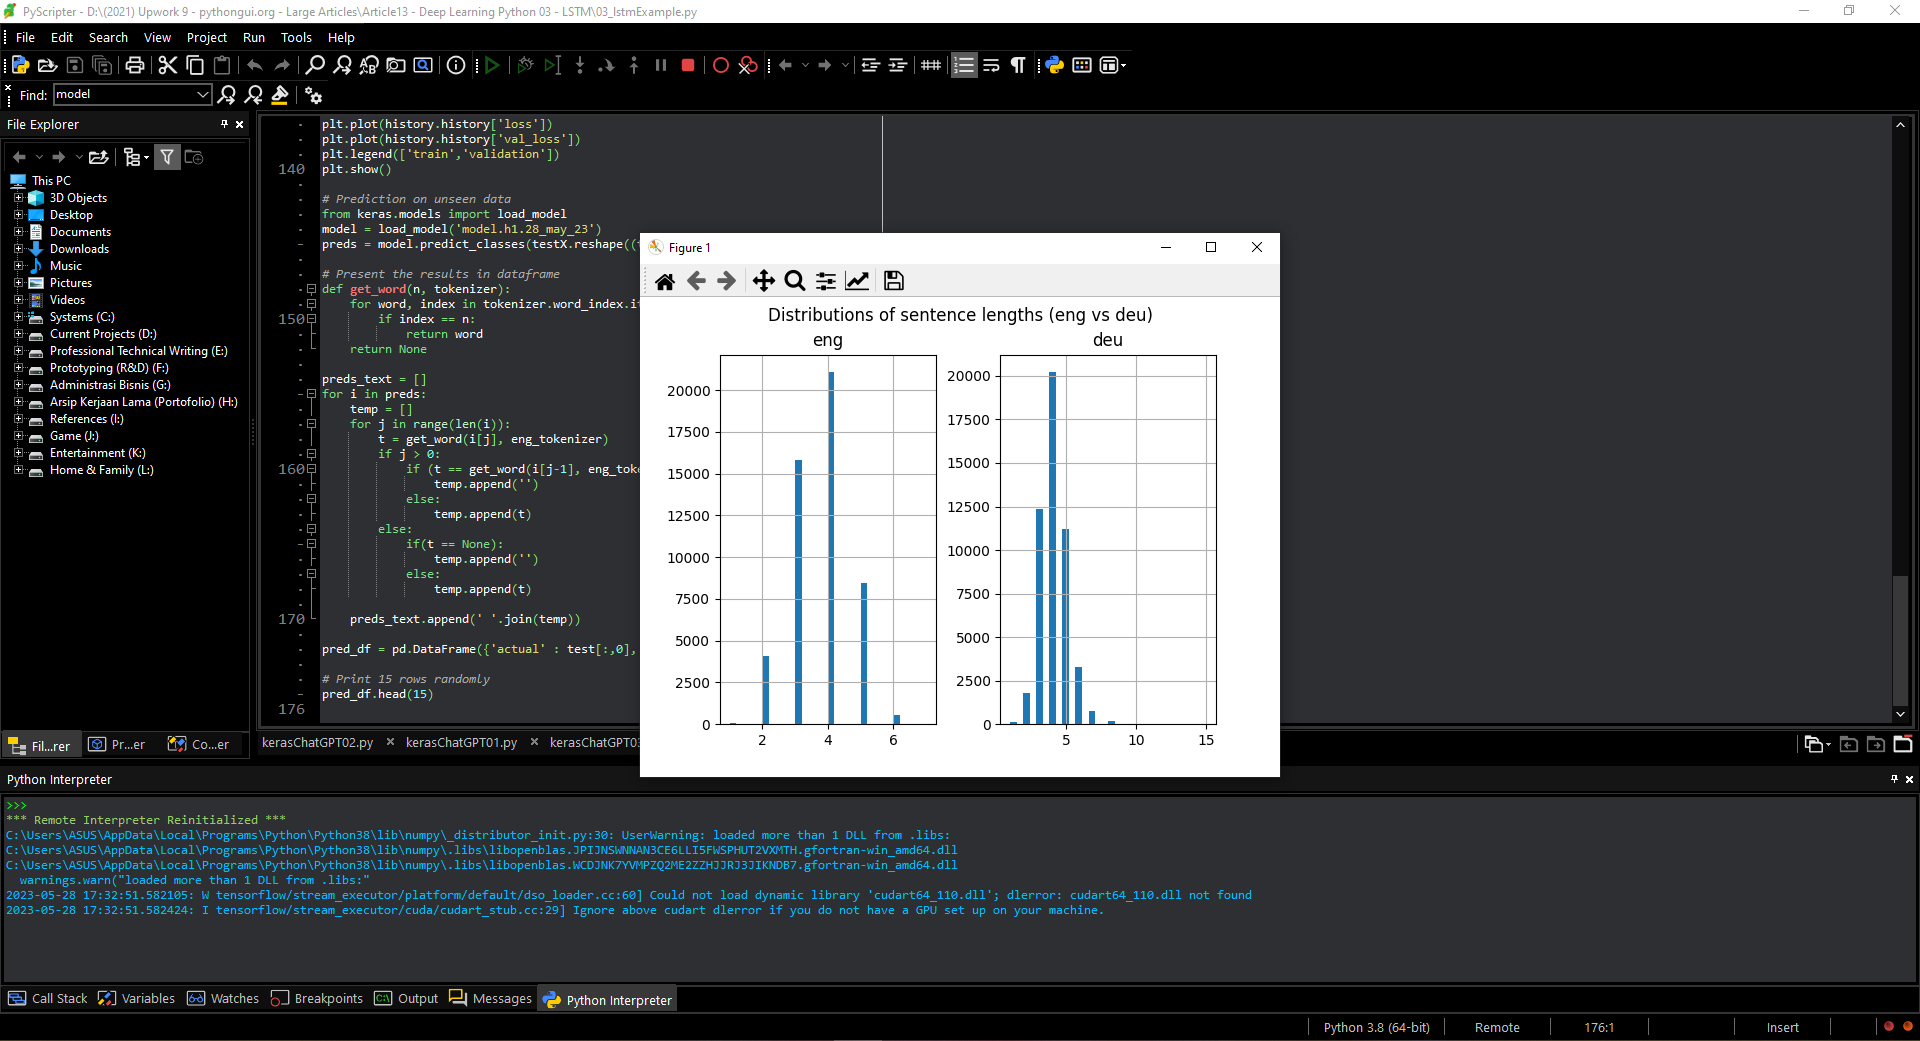 PyScripter - D:\(2021) Upwork 9 - pythongui.org - Large Articles\Article13 - Deep Learning Python 03 - LSTM\03_lstmExample.py
File Edit Search View Project Run Tools Help
Find: model
File Explorer
This PC
3D Objects
Desktop
Documents
Downloads
Music
Pictures
Videos
Systems (C:)
Current Projects (D:)
Professional Technical Writing (E:)
Prototyping (R&D) (F:)
Administrasi Bisnis (G:)
Arsip Kerjaan Lama (Portofolio) (H:)
References (I:)
Game (J:)
Entertainment (K:)
Home & Family (L:)
Fil...rer Pr...er Co...er
plt.plot(history.history['loss'])
plt.plot(history.history['val_loss'])
plt.legend(['train','validation'])
140 plt.show()
# Prediction on unseen data
from keras.models import load_model
model = load_model('model.h1.28_may_23')
preds = model.predict_classes(testX.reshape((
# Present the results in dataframe
def get_word(n, tokenizer):
for word, index in tokenizer.word_index.i
150 if index == n:
return word
return None
preds_text = []
for i in preds:
temp = []
for j in range(len(i)):
t = get_word(i[j], eng_tokenizer)
if j > 0:
160 if (t == get_word(i[j-1], eng_toke
temp.append('')
else:
temp.append(t)
else:
if(t == None):
temp.append('')
else:
temp.append(t)
170 preds_text.append(' '.join(temp))
pred_df = pd.DataFrame({'actual' : test[:,0],
# Print 15 rows randomly
pred_df.head(15)
176
kerasChatGPT02.py kerasChatGPT01.py kerasChatGPT0
Figure 1
Distributions of sentence lengths (eng vs deu)
eng
20000
17500
15000
12500
10000
7500
5000
2500
0
2 4 6
deu
20000
17500
15000
12500
10000
7500
5000
2500
0
5 10 15
Python Interpreter
>>>
*** Remote Interpreter Reinitialized ***
C:\Users\ASUS\AppData\Local\Programs\Python\Python38\lib\numpy\_distributor_init.py:30: UserWarning: loaded more than 1 DLL from .libs:
C:\Users\ASUS\AppData\Local\Programs\Python\Python38\lib\numpy\.libs\libopenblas.JPIJNSWNNAN3CE6LLI5FWSPHUT2VXMTH.gfortran-win_amd64.dll
C:\Users\ASUS\AppData\Local\Programs\Python\Python38\lib\numpy\.libs\libopenblas.WCDJNK7YVMPZQ2ME2ZZHJJRJ3JIKNDB7.gfortran-win_amd64.dll
warnings.warn("loaded more than 1 DLL from .libs:"
2023-05-28 17:32:51.582105: W tensorflow/stream_executor/platform/default/dso_loader.cc:60] Could not load dynamic library 'cudart64_110.dll'; dlerror: cudart64_110.dll not found
2023-05-28 17:32:51.582424: I tensorflow/stream_executor/cuda/cudart_stub.cc:29] Ignore above cudart dlerror if you do not have a GPU set up on your machine.
Call Stack Variables Watches Breakpoints Output Messages Python Interpreter
Python 3.8 (64-bit) Remote 176:1 Insert